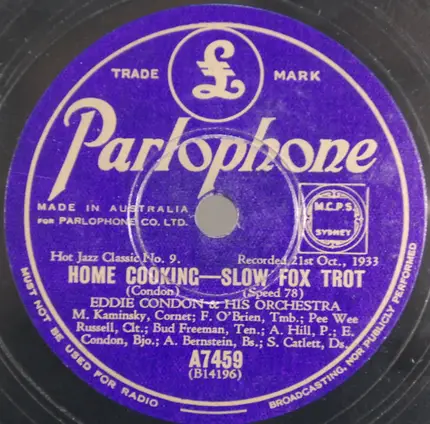 TRADE MARK
Parlophone
MADE IN AUSTRALIA
FOR PARLOPHONE CO. LTD.
M.C.P.S.
SYDNEY
Hot Jazz Classic No. 9. Recorded 21st Oct., 1933
HOME COOKING—SLOW FOX TROT
(Condon) (Speed 78)
EDDIE CONDON & HIS ORCHESTRA
M. Kaminsky, Cornet; F. O'Brien, Tmb.; Pee Wee
Russell, Clt.; Bud Freeman, Ten.; A. Hill, P.; E.
Condon, Bjo.; A. Bernstein, Bs.; S. Catlett, Ds.
A7459
(B14196)
MUST NOT BE USED FOR RADIO BROADCASTING, NOR PUBLICLY PERFORMED